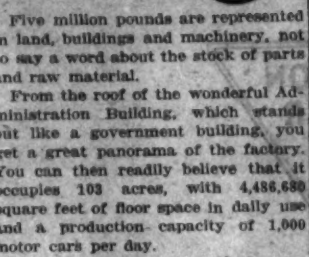 Five million pounds are represented
n land, buildings and machinery, not
o say a word about the stock of parts
and raw material.
From the roof of the wonderful Ad-
ministration Building, which stands
out like a government building, you
get a great panorama of the factory.
You can then readily believe that it
occupies 103 acres, with 4,486,680
square feet of floor space in daily use
and a production capacity of 1,000
motor cars per day.